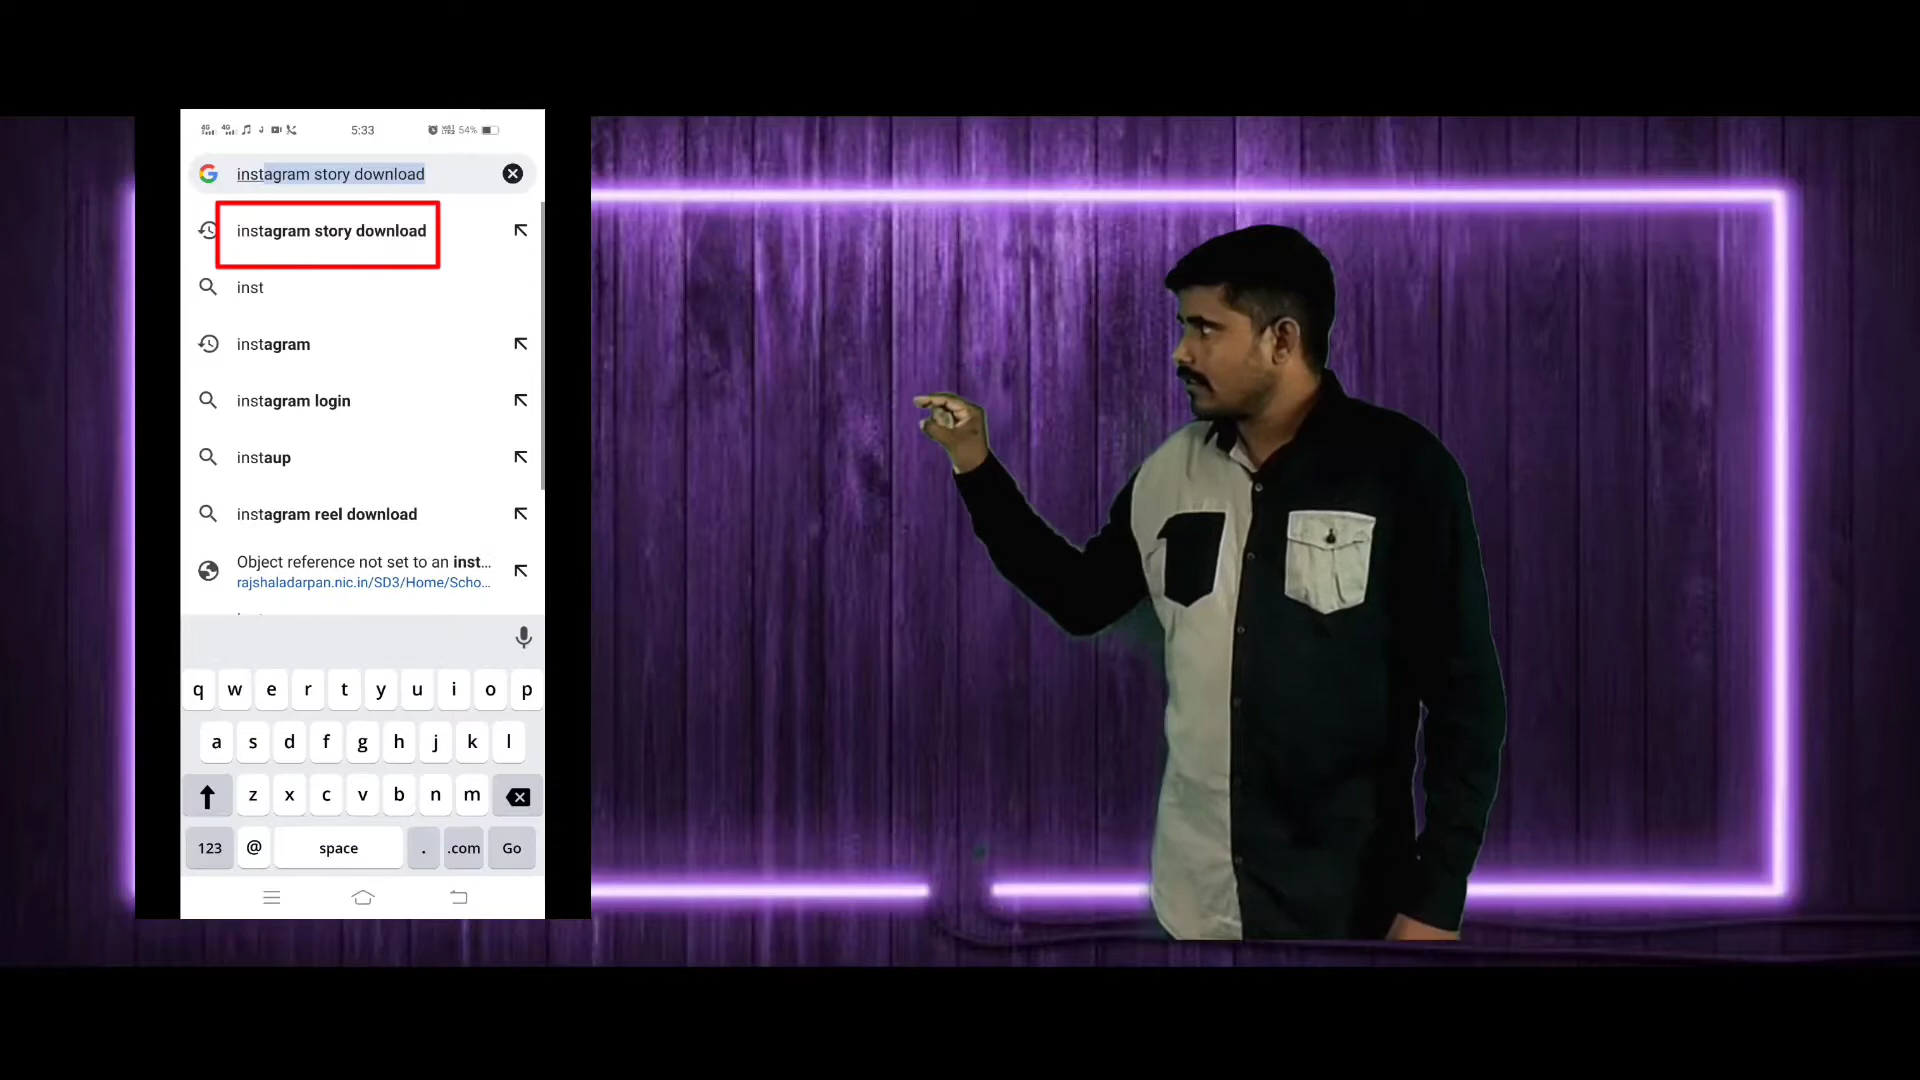 5:33
54%
instagram story download
instagram story download
inst
instagram
instagram login
instaup
instagram reel download
Object reference not set to an inst...
rajshaladarpan.nic.in/SD3/Home/Scho...
q w e r t y u i o p
a s d f g h j k l
z x c v b n m
123 @ space . .com Go